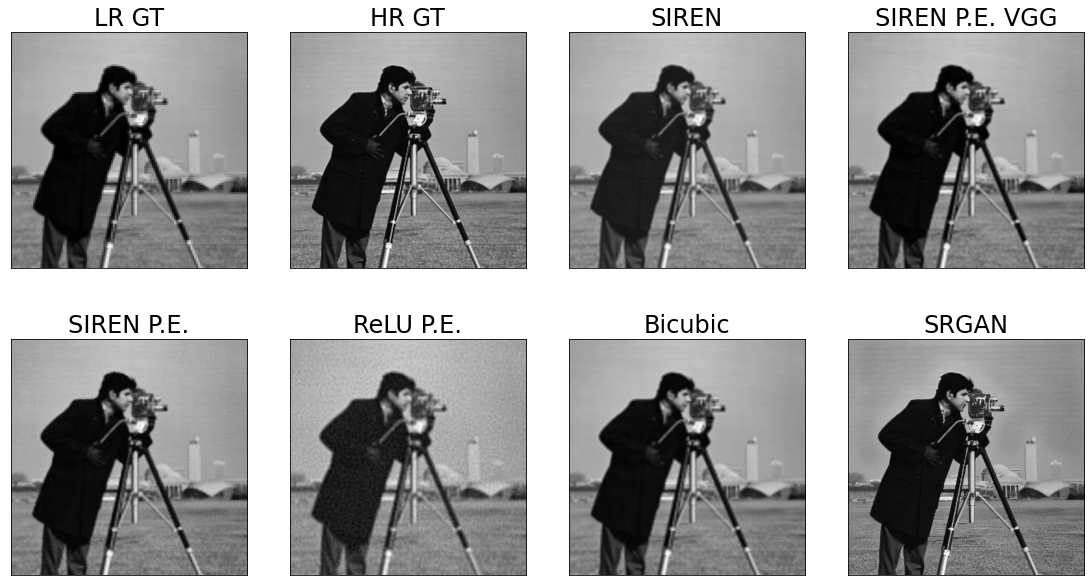 LR GT
HR GT
SIREN
SIREN P.E. VGG
SIREN P.E.
ReLU P.E.
Bicubic
SRGAN